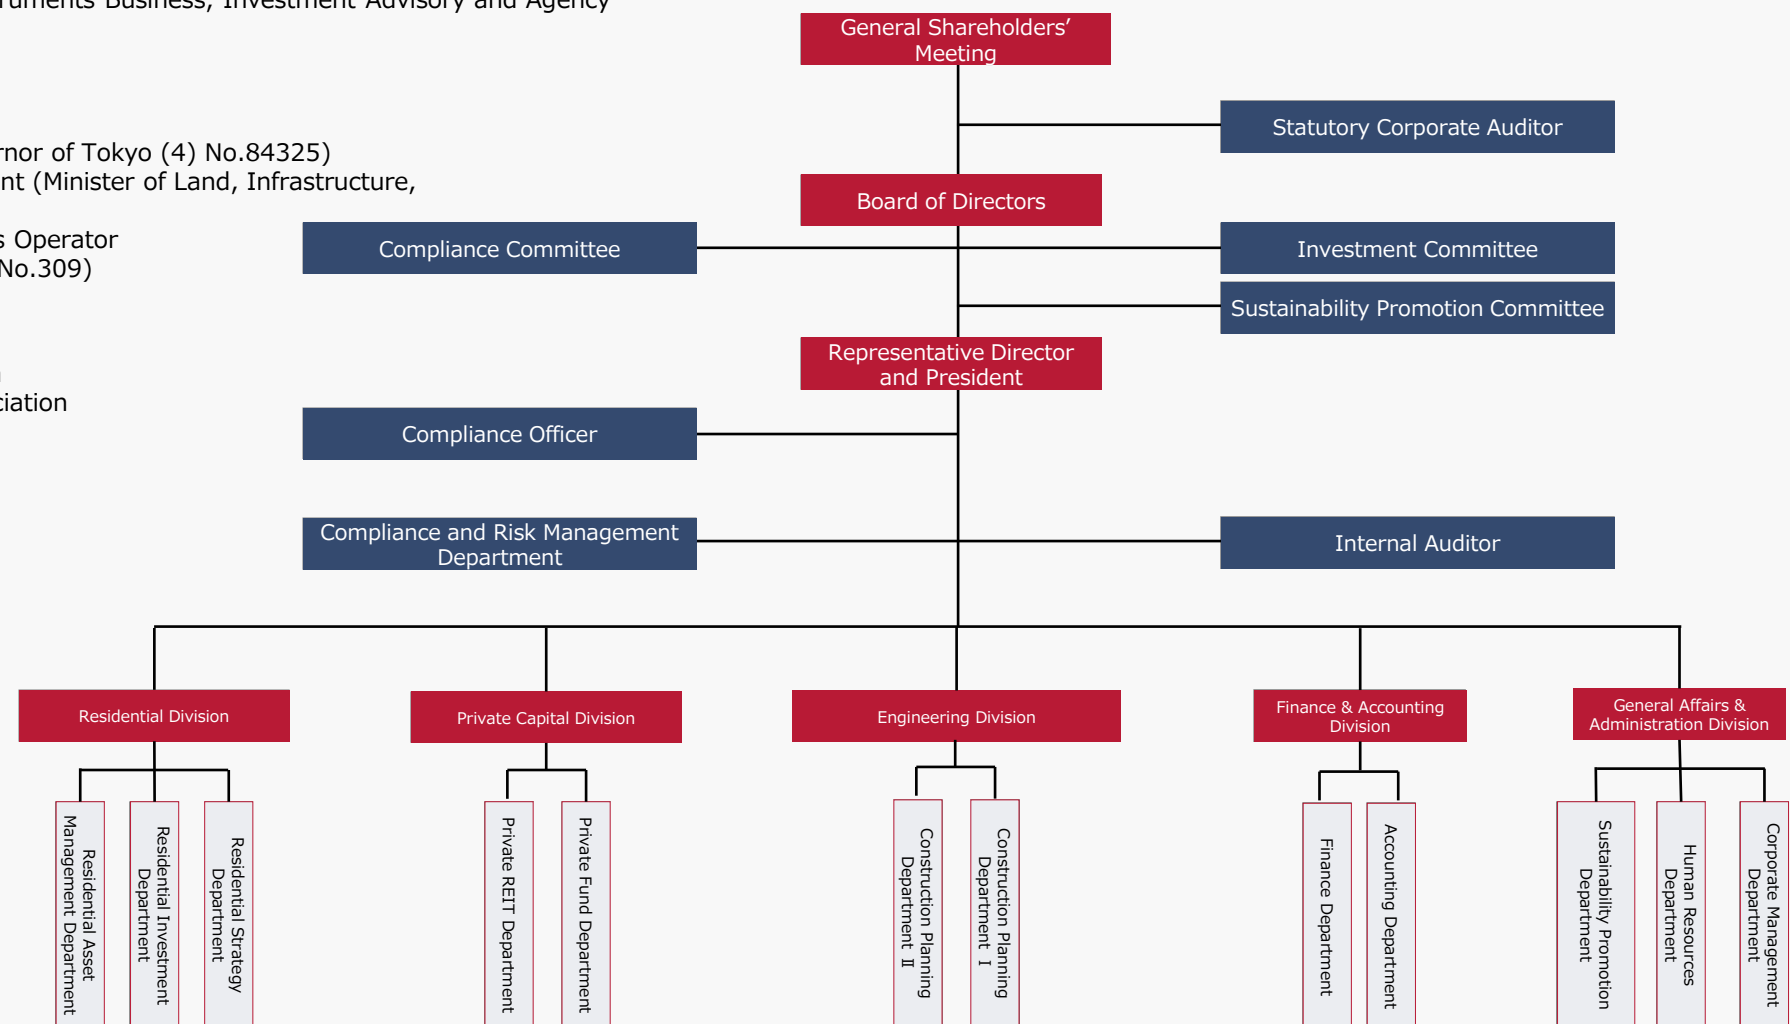 Business, Investment Advisory and Agency
General Shareholders’
Meeting
Statutory Corporate Auditor
of Tokyo (4) No.84325)
(Minister of Land, Infrastructure,
Board of Directors
Operator
No.309)
Compliance Committee
Investment Committee
Sustainability Promotion Committee
Representative Director
and President
Compliance Officer
Compliance and Risk Management
Department
Internal Auditor
Residential Division
Private Capital Division
Engineering Division
Finance & Accounting
Division
General Affairs &
Administration Division
Residential Asset
Management Department
Residential Investment
Department
Residential Strategy
Department
Private REIT Department
Private Fund Department
Construction Planning
Department Ⅱ
Construction Planning
Department Ⅰ
Finance Department
Accounting Department
Sustainability Promotion
Department
Human Resources
Department
Corporate Management
Department